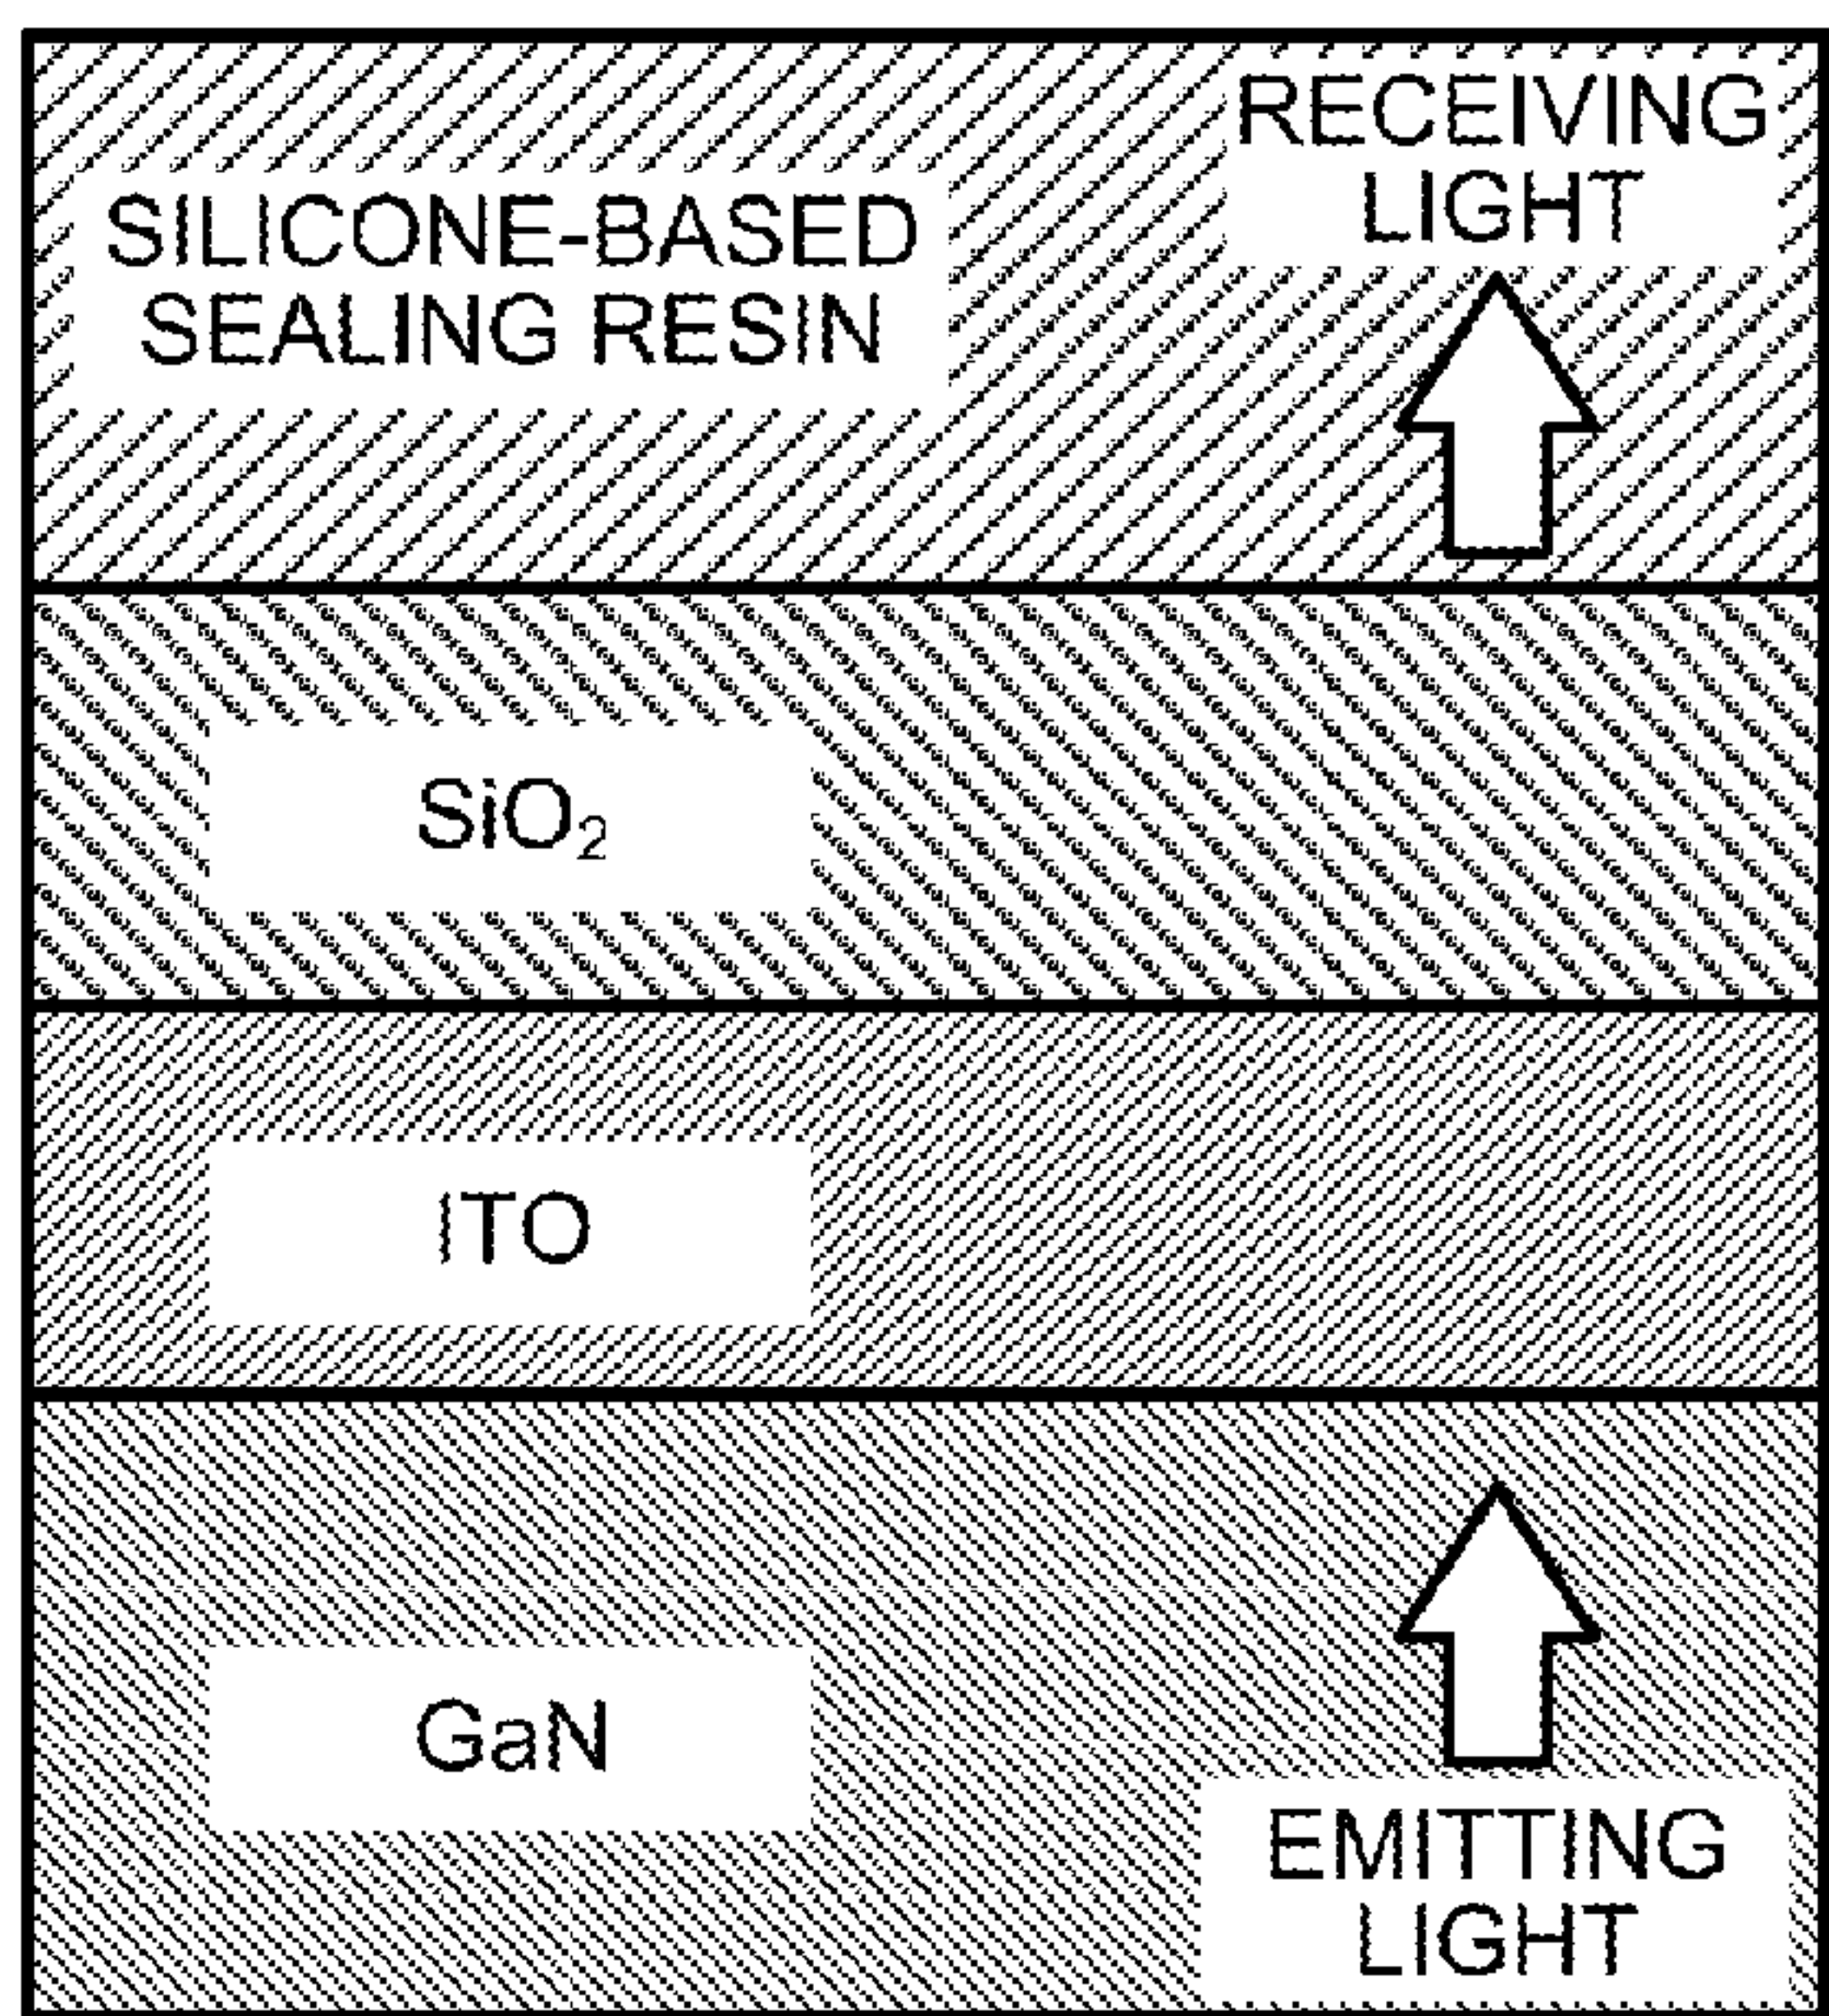 RECEIVING
LIGHT
SILICONE-BASED
SEALING RESIN
SiO₂
ITO
GaN
EMITTING
LIGHT